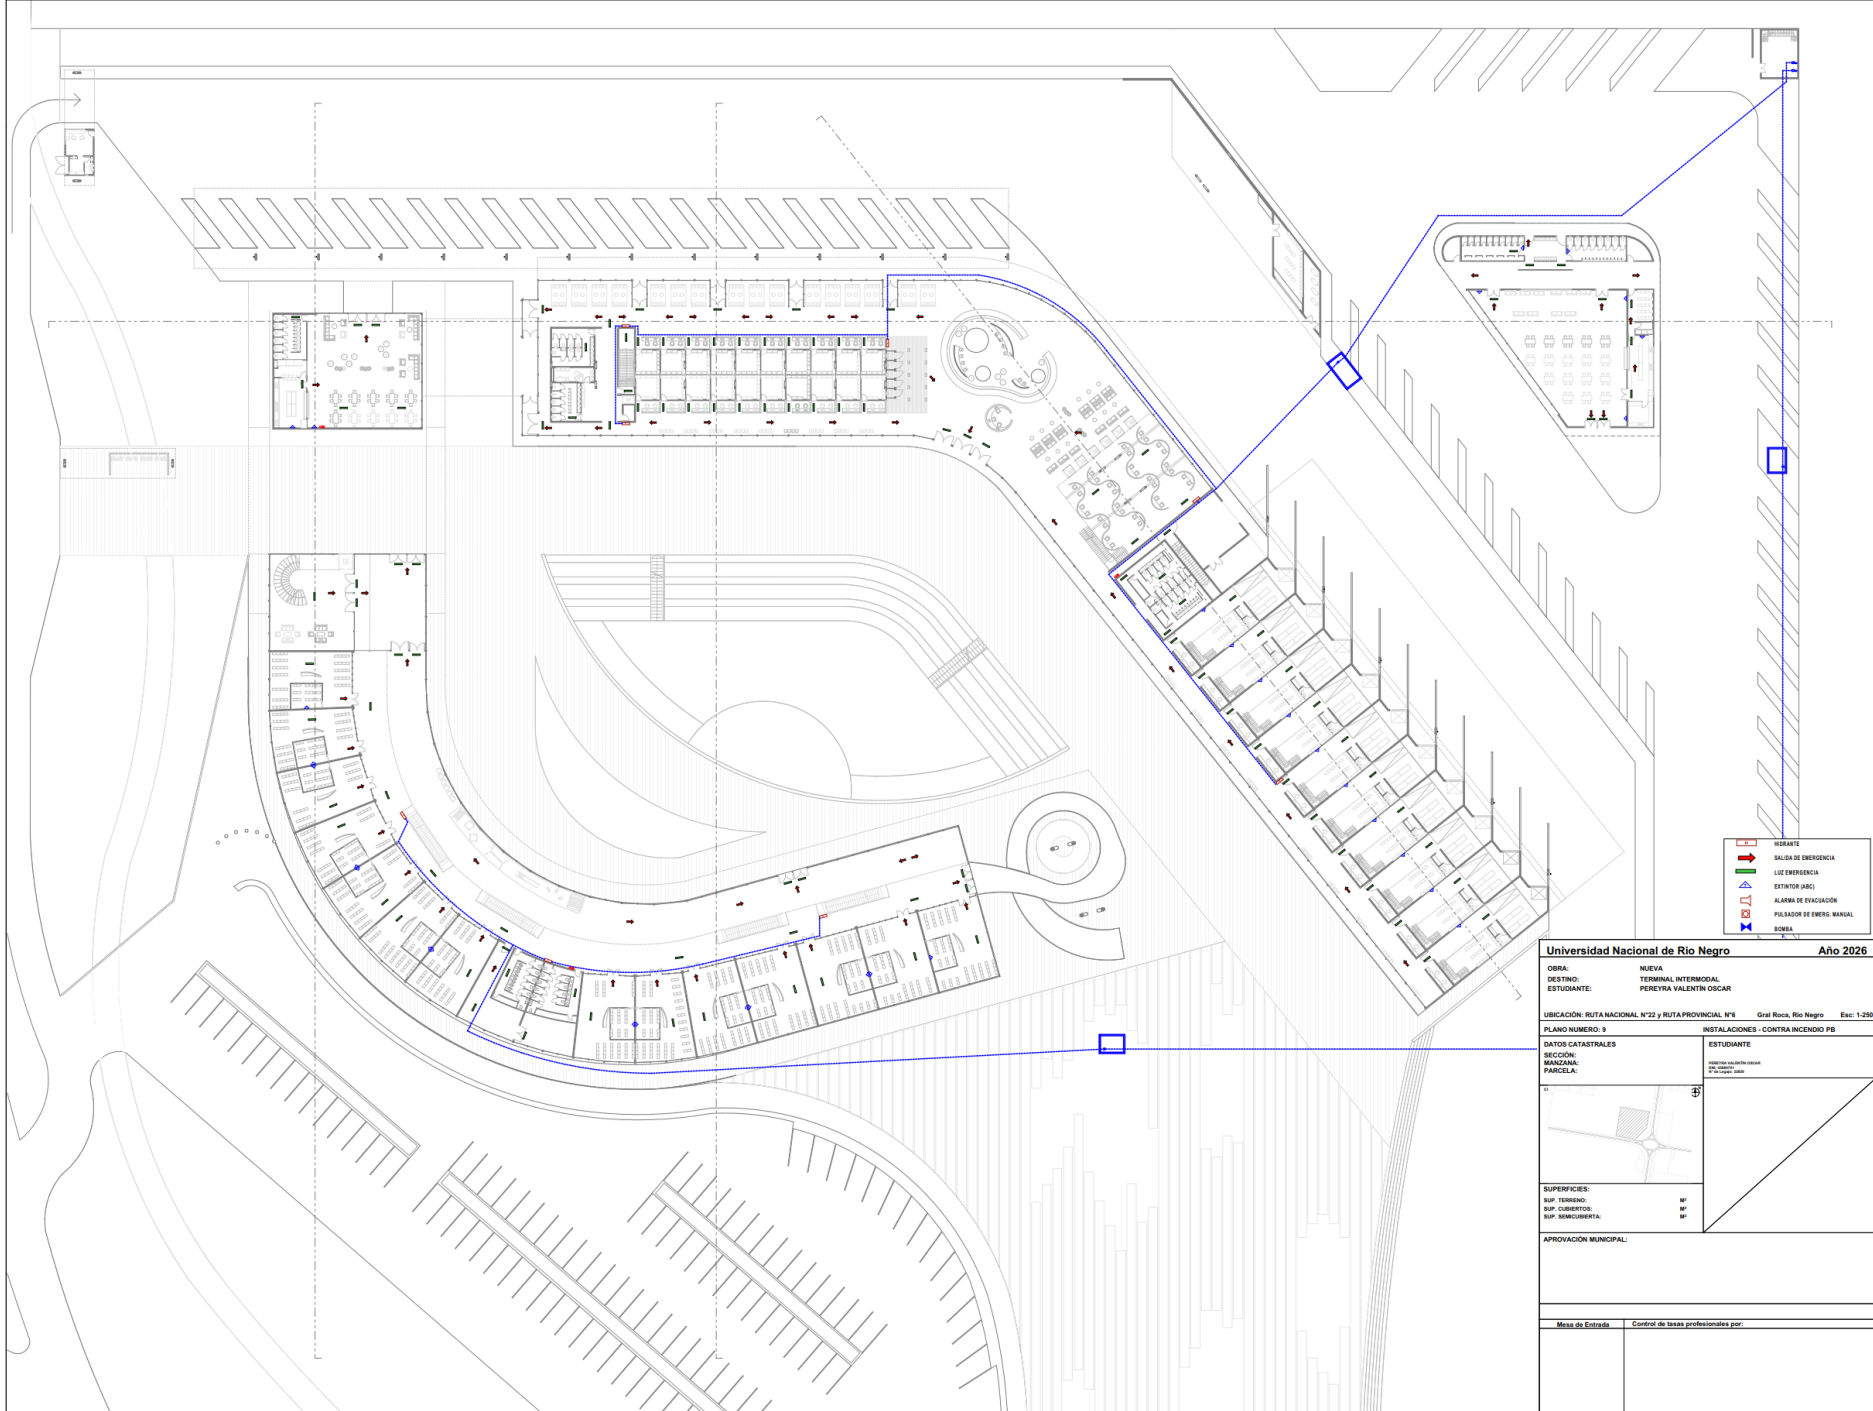 HIDRANTE
SALIDA DE EMERGENCIA
LUZ EMERGENCIA
EXTINTOR (ABC)
ALARMA DE EVACUACIÓN
PULSADOR DE EMERG. MANUAL
BOMBA
Universidad Nacional de Rio Negro Año 2026
OBRA: NUEVA
DESTINO: TERMINAL INTERMODAL
ESTUDIANTE: PEREYRA VALENTÍN OSCAR
UBICACIÓN: RUTA NACIONAL N°22 y RUTA PROVINCIAL N°6 Gral Roca, Rio Negro Esc: 1-250
PLANO NUMERO: 9 INSTALACIONES - CONTRA INCENDIO PB
DATOS CATASTRALES
SECCIÓN:
MANZANA:
PARCELA:
ESTUDIANTE
PEREYRA VALENTÍN OSCAR
SUPERFICIES:
SUP. TERRENO: M²
SUP. CUBIERTOS: M²
SUP. SEMICUBIERTA: M²
APROVACIÓN MUNICIPAL:
Mesa de Entrada Control de tasas profesionales por: